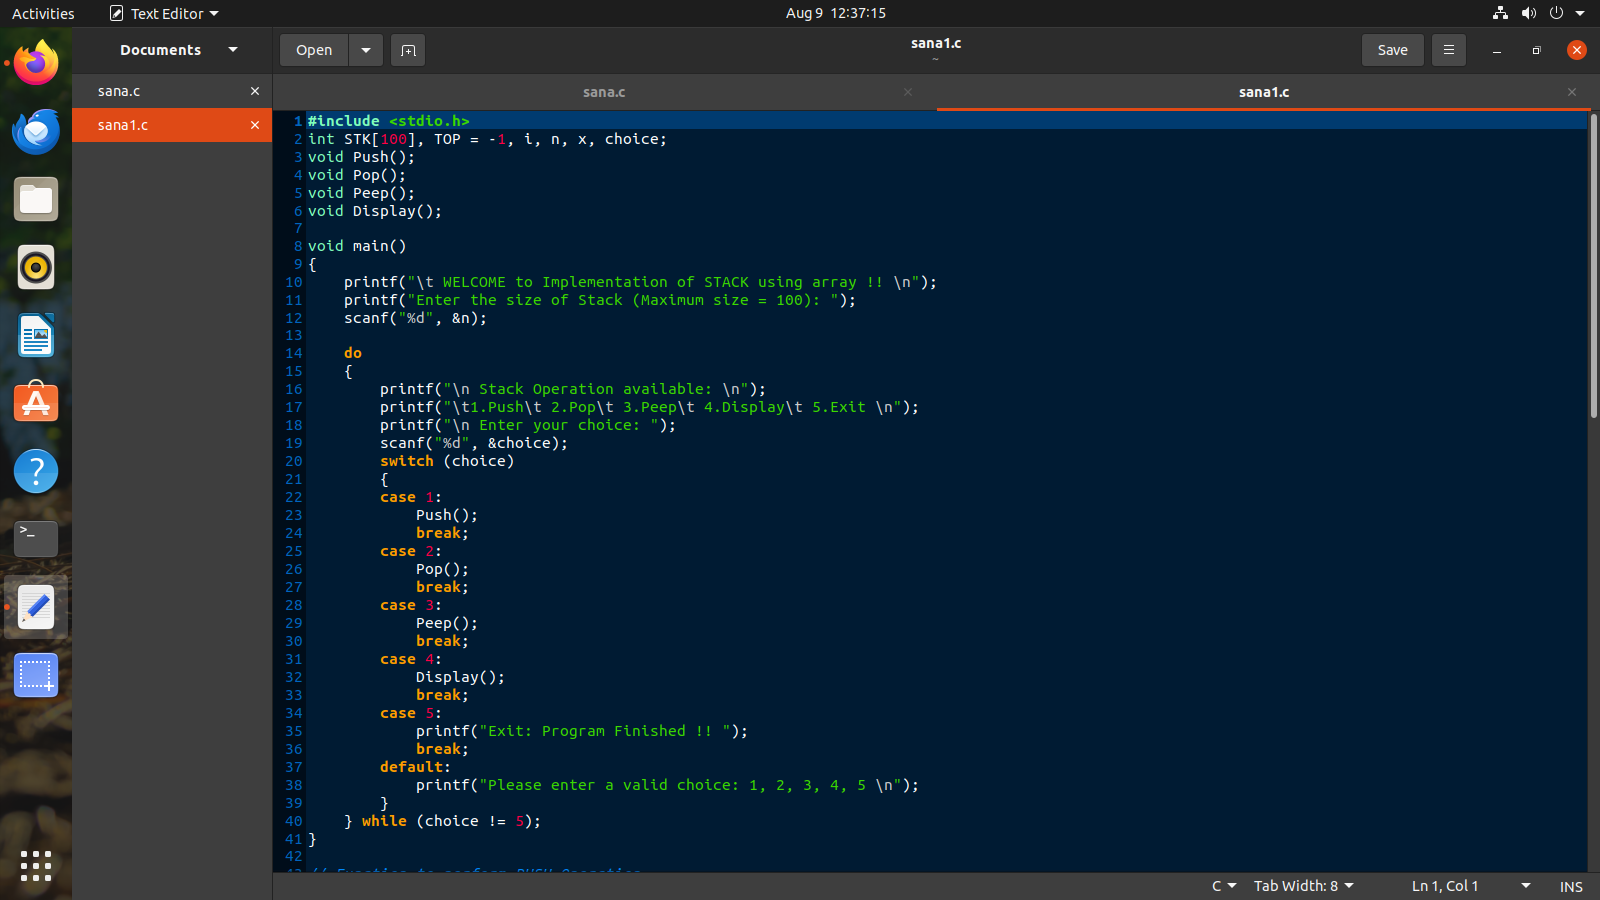 Activities
Text Editor
Aug 9 12:37:15
Documents
Open
sana1.c
~
Save
sana.c
sana1.c
sana.c
sana1.c
1 #include <stdio.h>
2 int STK[100], TOP = -1, i, n, x, choice;
3 void Push();
4 void Pop();
5 void Peep();
6 void Display();
7
8 void main()
9 {
10     printf("\t WELCOME to Implementation of STACK using array !! \n");
11     printf("Enter the size of Stack (Maximum size = 100): ");
12     scanf("%d", &n);
13
14     do
15     {
16         printf("\n Stack Operation available: \n");
17         printf("\t1.Push\t 2.Pop\t 3.Peep\t 4.Display\t 5.Exit \n");
18         printf("\n Enter your choice: ");
19         scanf("%d", &choice);
20         switch (choice)
21         {
22         case 1:
23             Push();
24             break;
25         case 2:
26             Pop();
27             break;
28         case 3:
29             Peep();
30             break;
31         case 4:
32             Display();
33             break;
34         case 5:
35             printf("Exit: Program Finished !! ");
36             break;
37         default:
38             printf("Please enter a valid choice: 1, 2, 3, 4, 5 \n");
39         }
40     } while (choice != 5);
41 }
42
43 // Function to perform PUSH Operation
C
Tab Width: 8
Ln 1, Col 1
INS